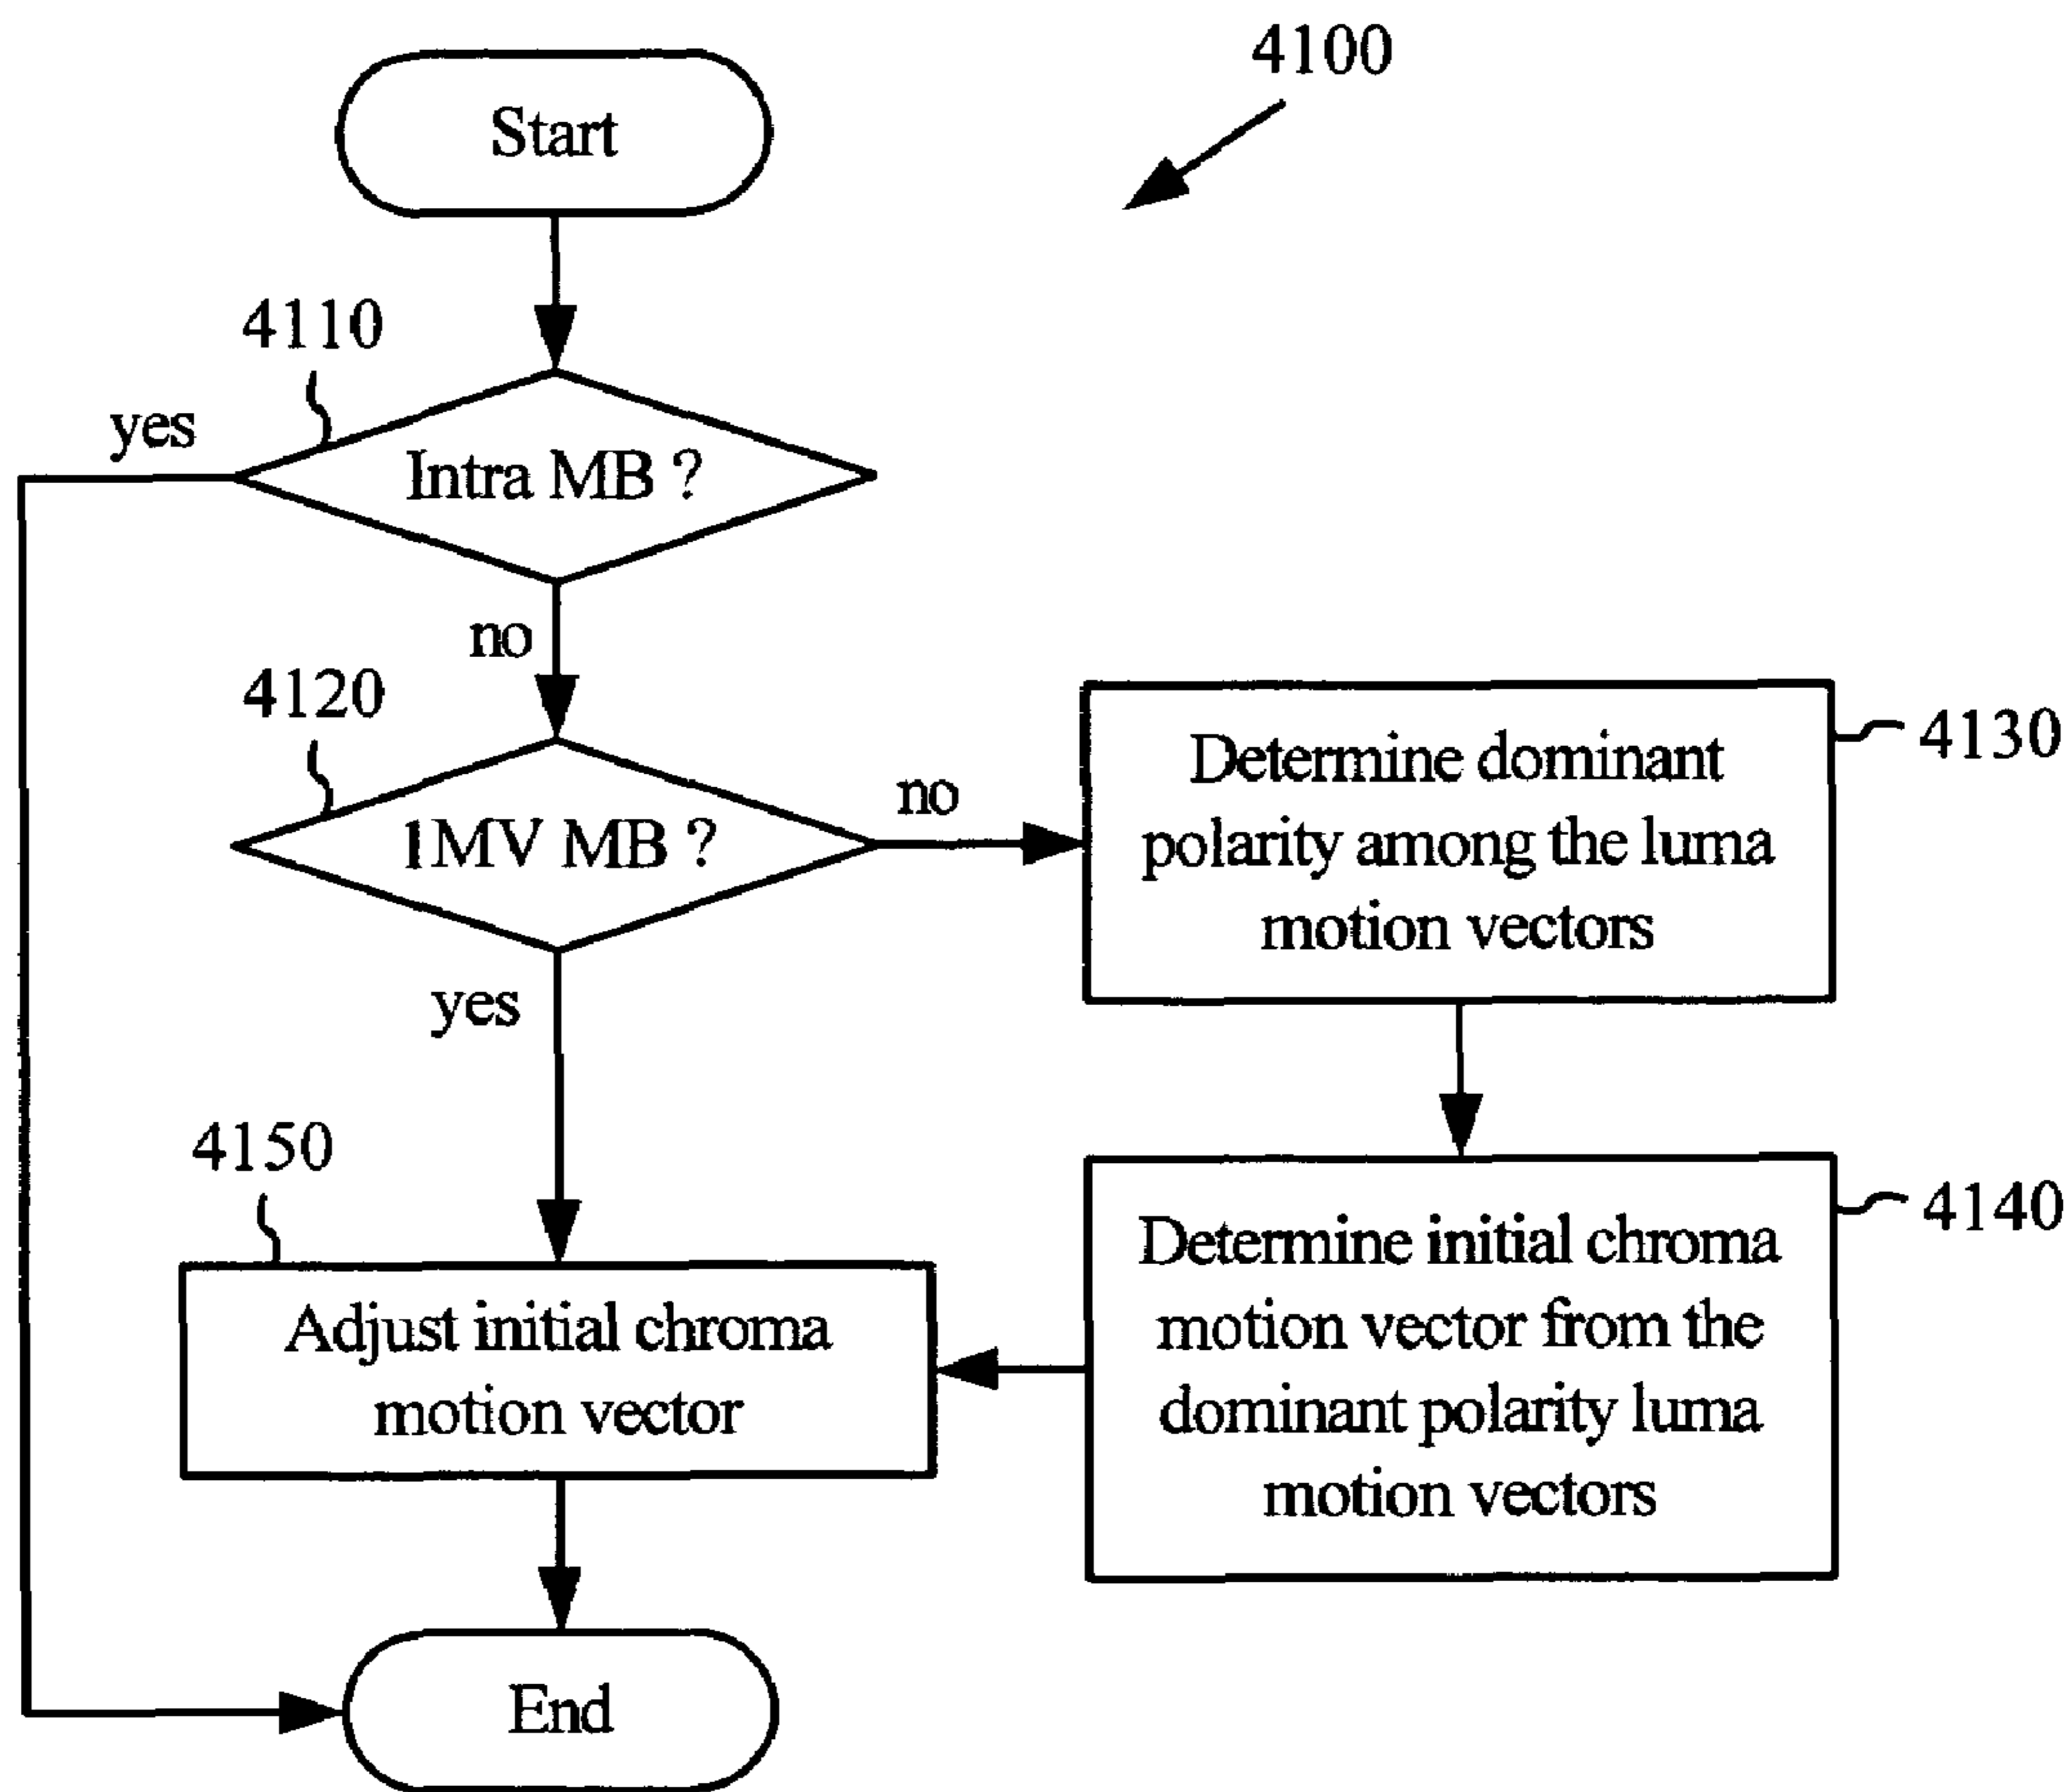 4100
Start
4110
yes
Intra MB ?
no
4120
1MV MB ?
no
4130
Determine dominant
polarity among the luma
motion vectors
yes
4150
Adjust initial chroma
motion vector
4140
Determine initial chroma
motion vector from the
dominant polarity luma
motion vectors
End